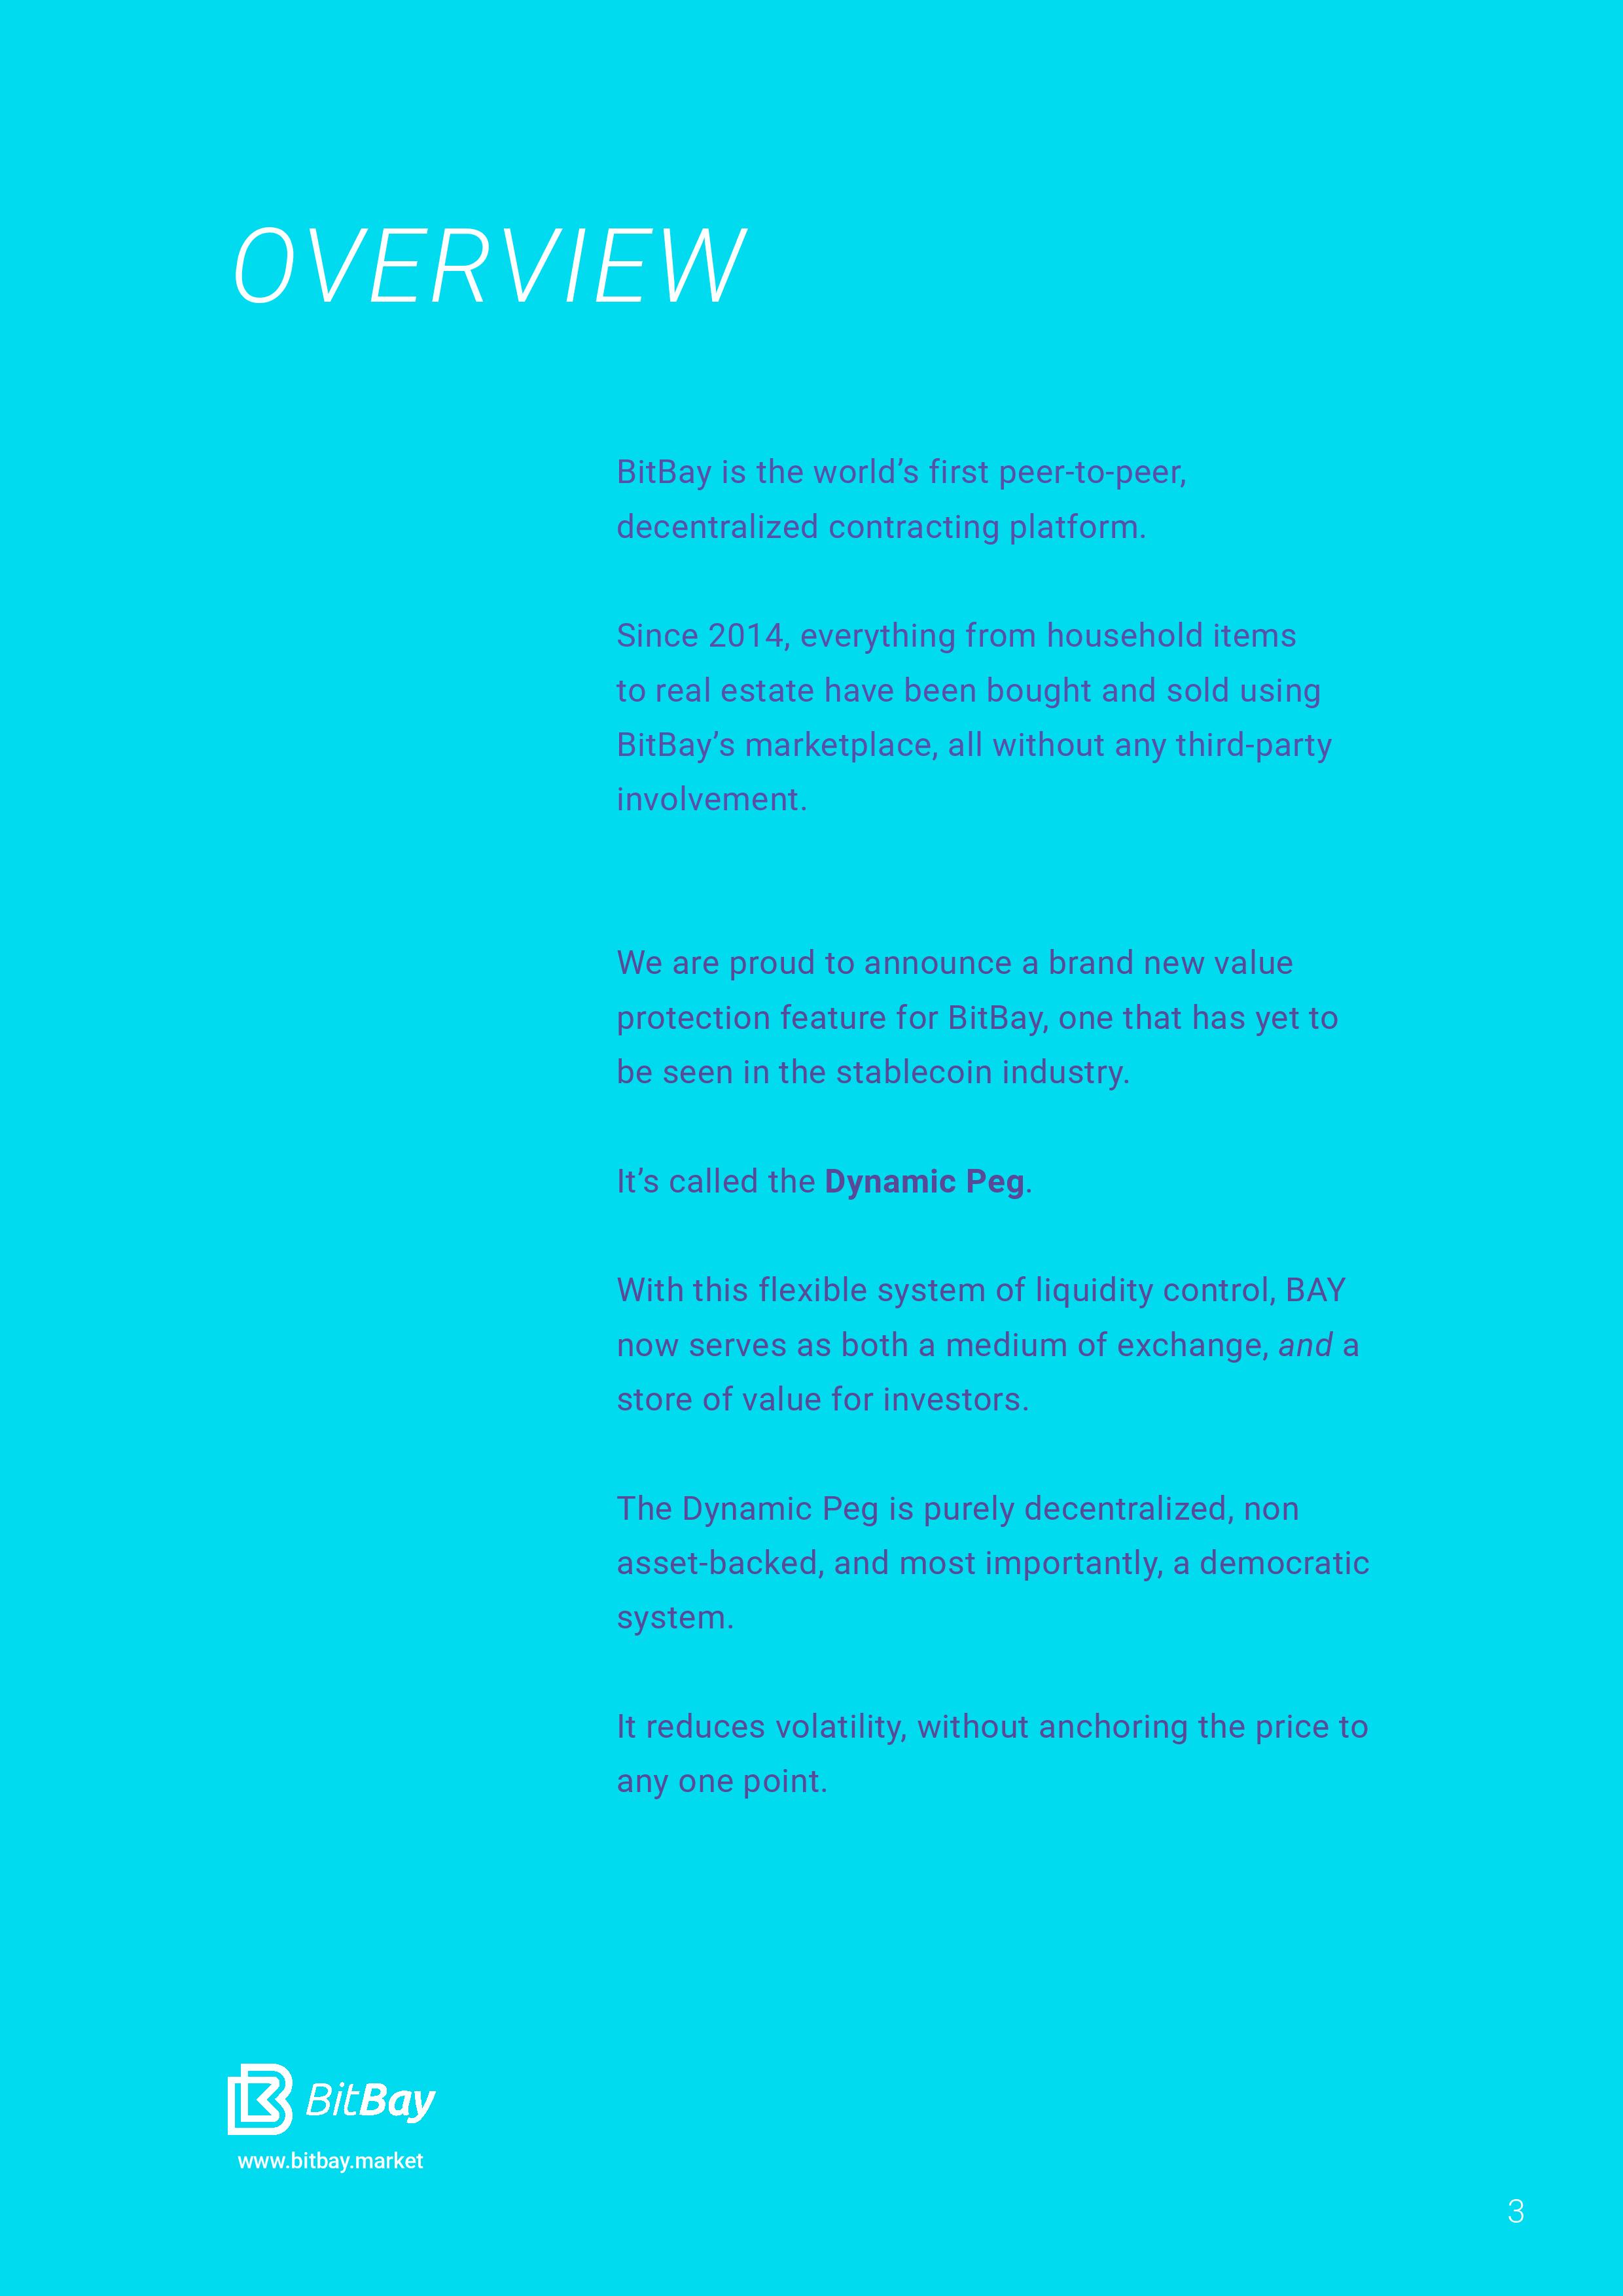 OVERVIEW
BitBay is the world’s first peer-to-peer,
decentralized contracting platform.
Since 2014, everything from household items
to real estate have been bought and sold using
BitBay’s marketplace, all without any third-party
involvement.
We are proud to announce a brand new value
protection feature for BitBay, one that has yet to
be seen in the stablecoin industry.
It’s called the Dynamic Peg.
With this flexible system of liquidity control, BAY
now serves as both a medium of exchange, and a
store of value for investors.
The Dynamic Peg is purely decentralized, non
asset-backed, and most importantly, a democratic
system.
It reduces volatility, without anchoring the price to
any one point.
BitBay
www.bitbay.market
3